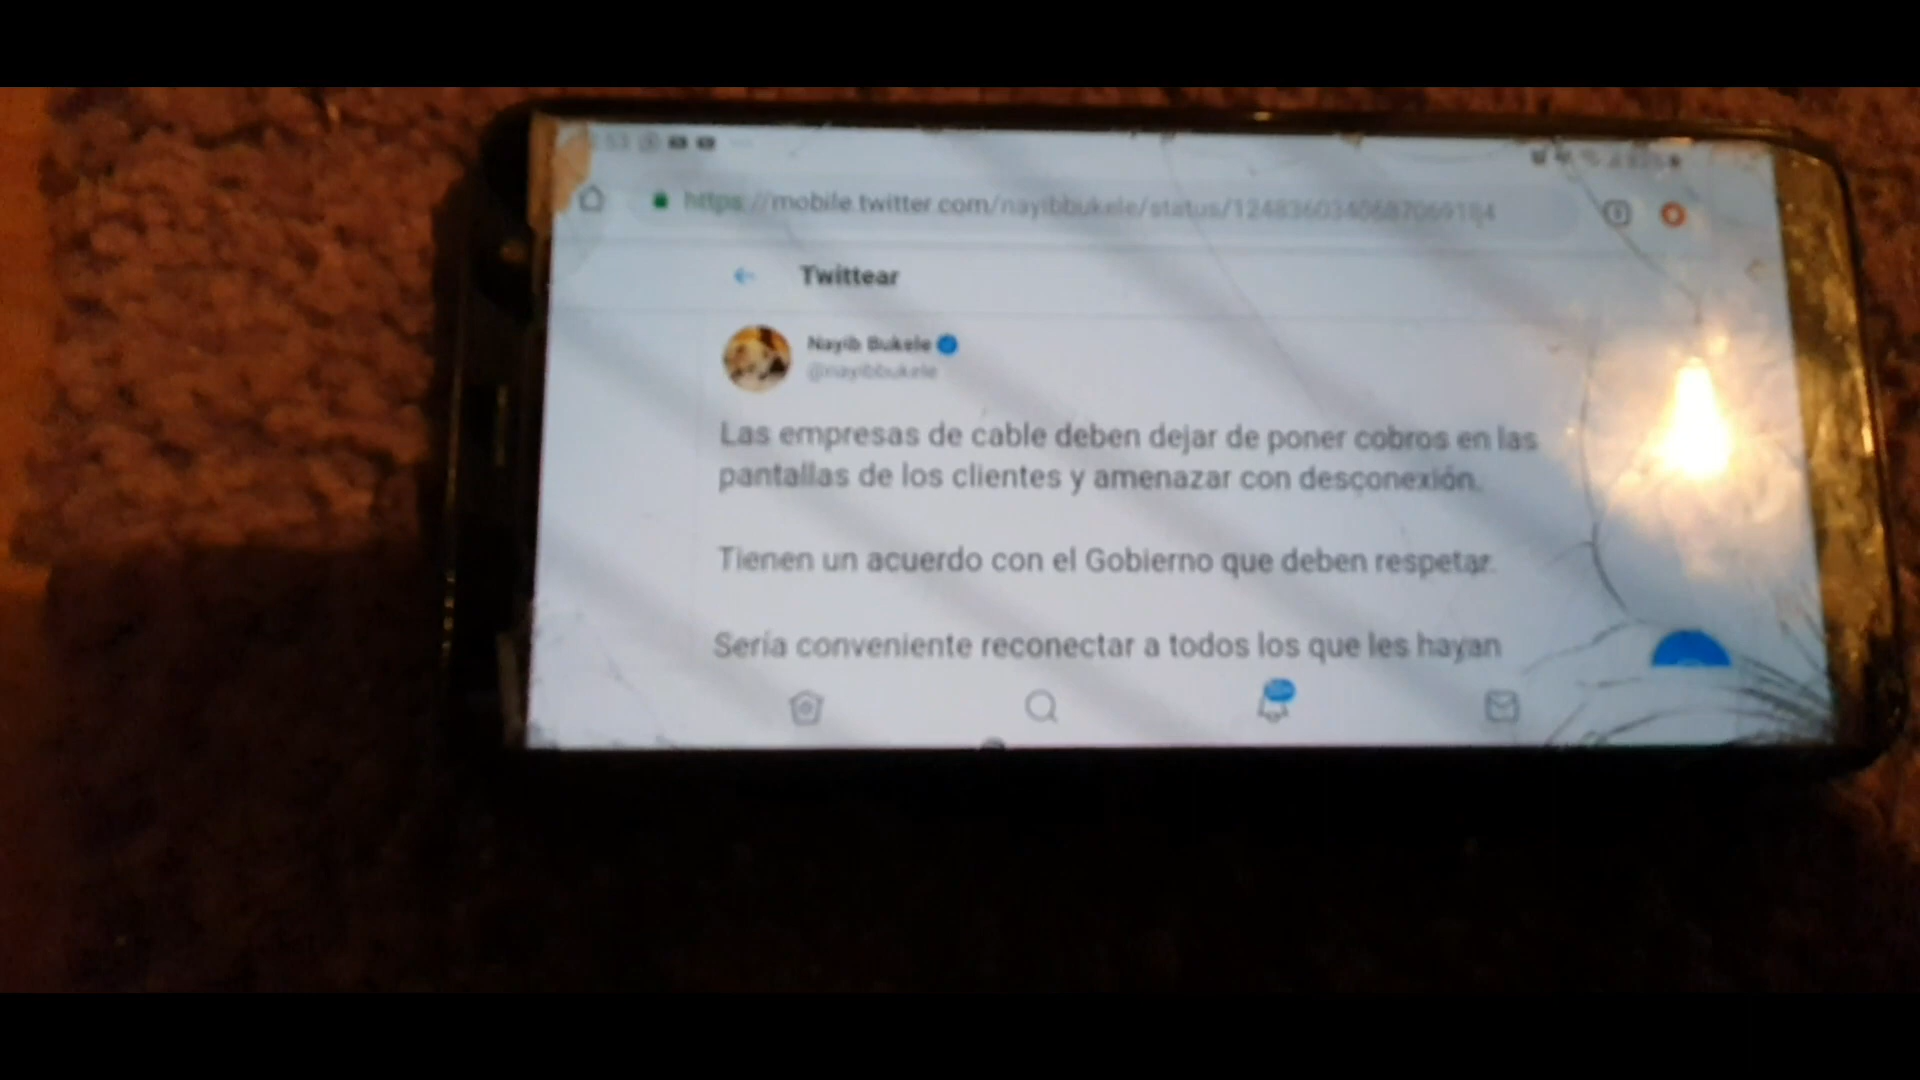 https://mobile.twitter.com/nayibbukele/status/1248360340687069184
Twittear
Nayib Bukele
@nayibbukele
Las empresas de cable deben dejar de poner cobros en las
pantallas de los clientes y amenazar con desconexión.
Tienen un acuerdo con el Gobierno que deben respetar.
Sería conveniente reconectar a todos los que les hayan